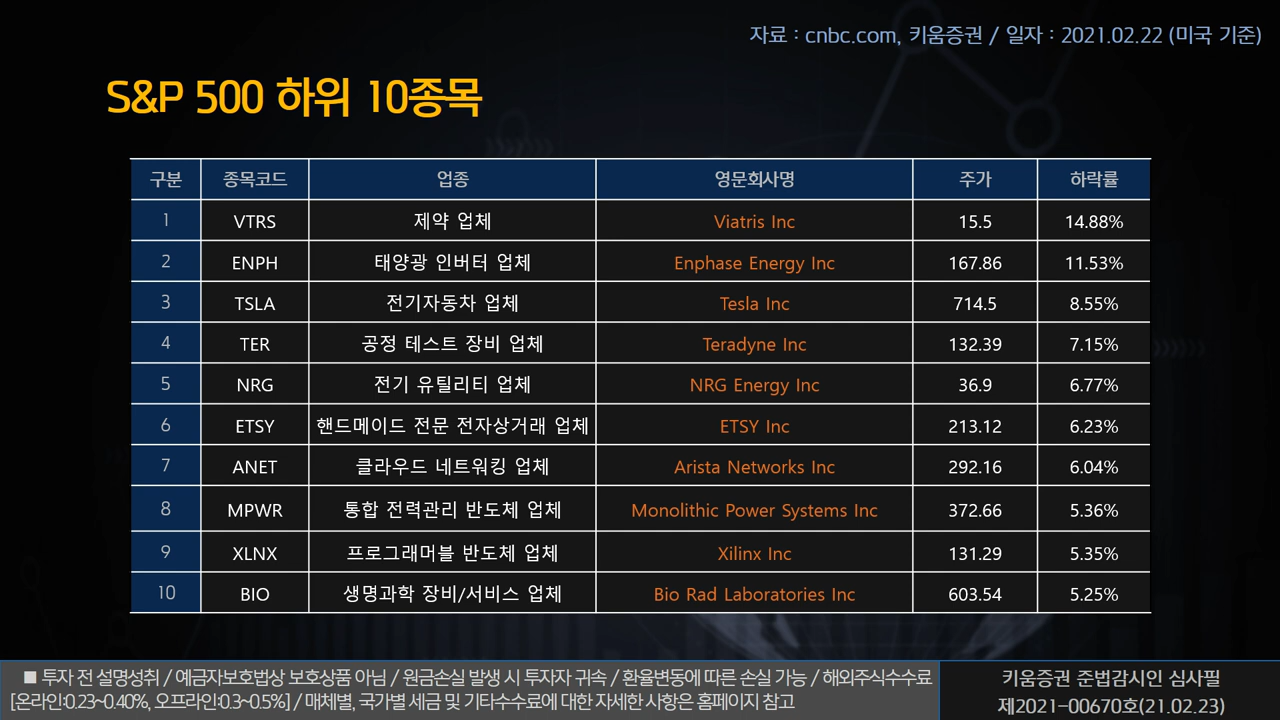 자료 : cnbc.com, 키움증권 / 일자 : 2021.02.22 (미국 기준)
S&P 500 하위 10종목
구분 종목코드 업종 영문회사명 주가 하락률
1 VTRS 제약 업체 Viatris Inc 15.5 14.88%
2 ENPH 태양광 인버터 업체 Enphase Energy Inc 167.86 11.53%
3 TSLA 전기자동차 업체 Tesla Inc 714.5 8.55%
4 TER 공정 테스트 장비 업체 Teradyne Inc 132.39 7.15%
5 NRG 전기 유틸리티 업체 NRG Energy Inc 36.9 6.77%
6 ETSY 핸드메이드 전문 전자상거래 업체 ETSY Inc 213.12 6.23%
7 ANET 클라우드 네트워킹 업체 Arista Networks Inc 292.16 6.04%
8 MPWR 통합 전력관리 반도체 업체 Monolithic Power Systems Inc 372.66 5.36%
9 XLNX 프로그래머블 반도체 업체 Xilinx Inc 131.29 5.35%
10 BIO 생명과학 장비/서비스 업체 Bio Rad Laboratories Inc 603.54 5.25%
■ 투자 전 설명성취 / 예금자보호법상 보호상품 아님 / 원금손실 발생 시 투자자 귀속 / 환율변동에 따른 손실 가능 / 해외주식수수료
[온라인:0.23~0.40%, 오프라인:0.3~0.5%] / 매체별, 국가별 세금 및 기타수수료에 대한 자세한 사항은 홈페이지 참고
키움증권 준법감시인 심사필
제2021-00670호(21.02.23)